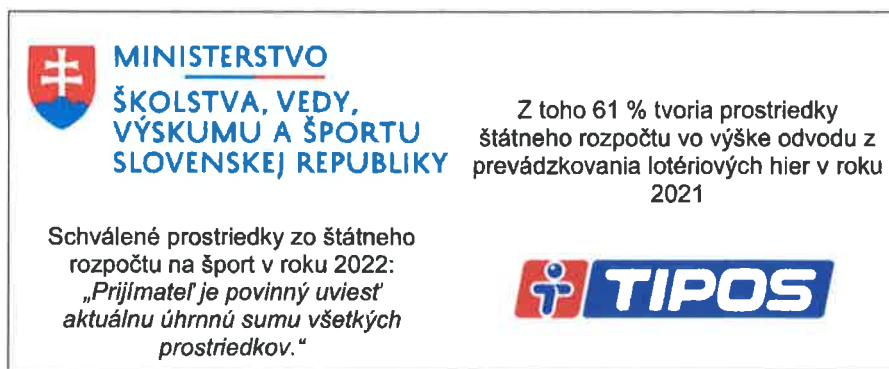 MINISTERSTVO
ŠKOLSTVA, VEDY,
VÝSKUMU A ŠPORTU
SLOVENSKEJ REPUBLIKY
Schválené prostriedky zo štátneho
rozpočtu na šport v roku 2022:
„Prijímateľ je povinný uviesť
aktuálnu úhrnnú sumu všetkých
prostriedkov."
Z toho 61 % tvoria prostriedky
štátneho rozpočtu vo výške odvodu z
prevádzkovania lotériových hier v roku
2021
TIPOS